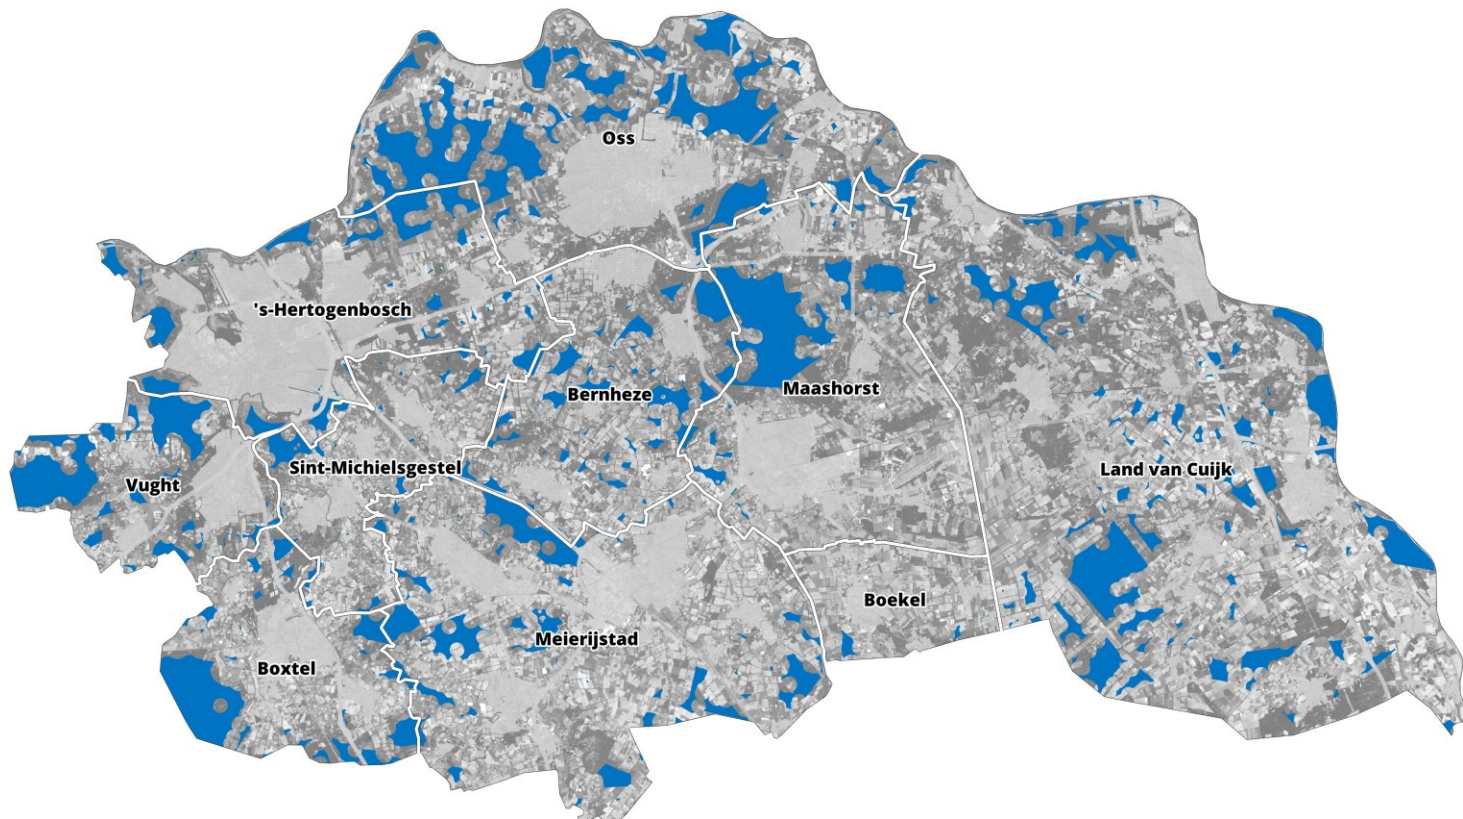 Oss
's-Hertogenbosch
Bernheze
Maashorst
Sint-Michielsgestel
Vught
Land van Cuijk
Boekel
Meierijstad
Boxtel